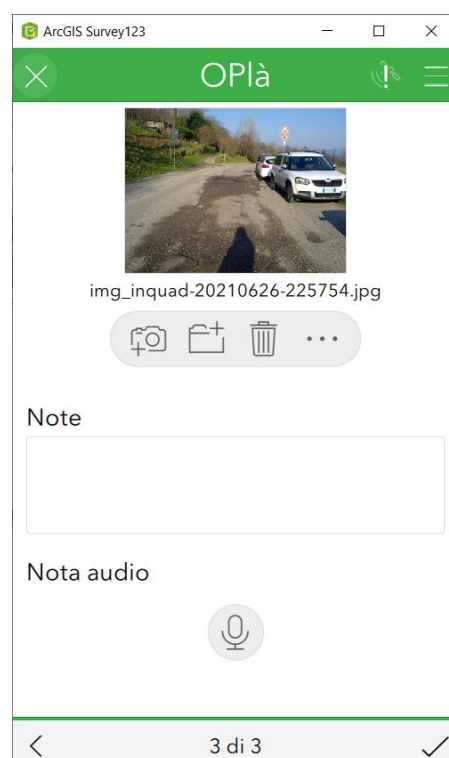 ArcGIS Survey123
OPlà
img_inquad-20210626-225754.jpg
Note
Nota audio
3 di 3